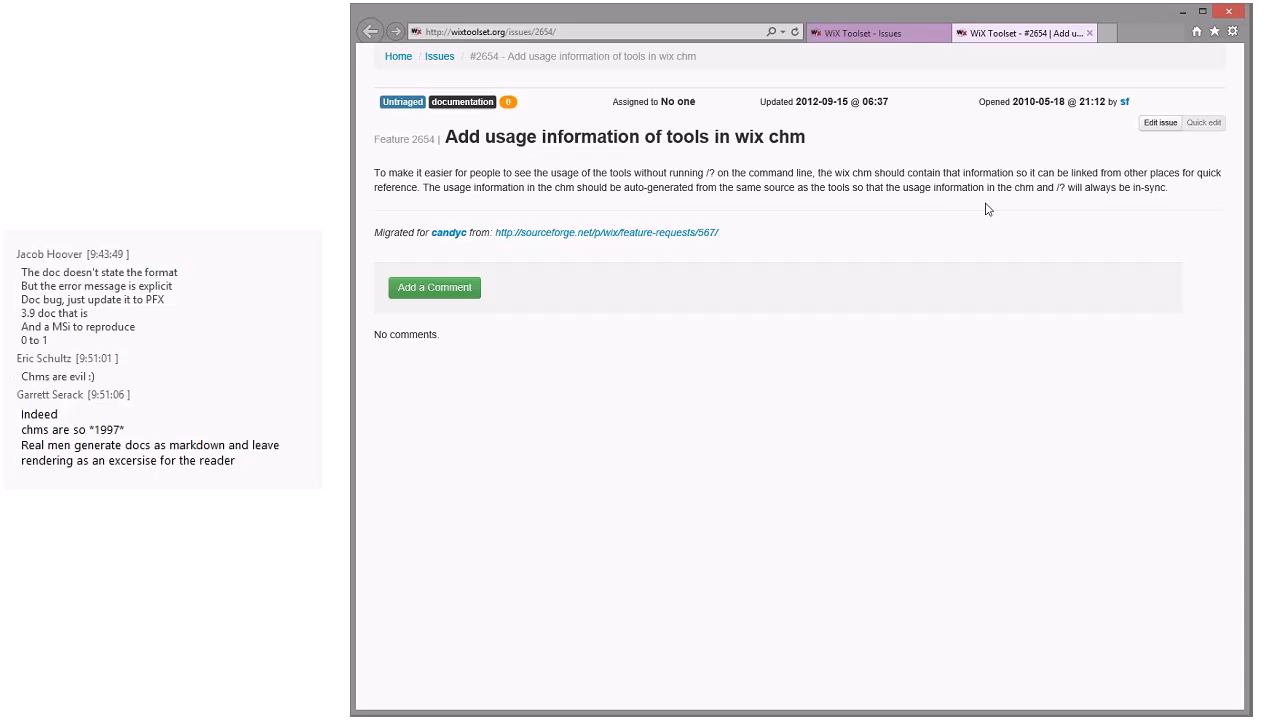 Jacob Hoover [9:43:49 ]
The doc doesn't state the format
But the error message is explicit
Doc bug, just update it to PFX
3.9 doc that is
And a MSi to reproduce
0 to 1
Eric Schultz [9:51:01 ]
Chms are evil :)
Garrett Serack [9:51:06 ]
Indeed
chms are so *1997*
Real men generate docs as markdown and leave
rendering as an excersise for the reader
http://wixtoolset.org/issues/2654/
WiX Toolset - Issues
WiX Toolset - #2654 | Add u...
Home / Issues / #2654 - Add usage information of tools in wix chm
Untriaged documentation 0 Assigned to No one Updated 2012-09-15 @ 06:37 Opened 2010-05-18 @ 21:12 by sf
Edit issue Quick edit
Feature 2654 | Add usage information of tools in wix chm
To make it easier for people to see the usage of the tools without running /? on the command line, the wix chm should contain that information so it can be linked from other places for quick
reference. The usage information in the chm should be auto-generated from the same source as the tools so that the usage information in the chm and /? will always be in-sync.
Migrated for candyc from: http://sourceforge.net/p/wix/feature-requests/567/
Add a Comment
No comments.